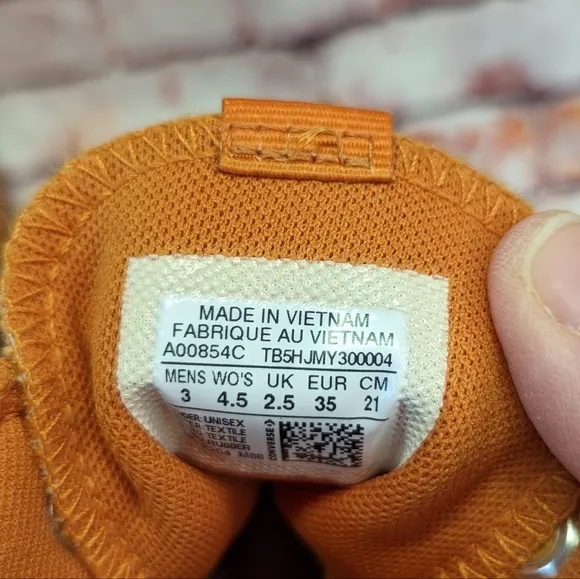 MADE IN VIETNAM
FABRIQUE AU VIETNAM
A00854C TB5HJMY300004
MENS WO'S UK EUR CM
3 4.5 2.5 35 21
UNISEX
TEXTILE
TEXTILE
RUBBER
CONVERSE